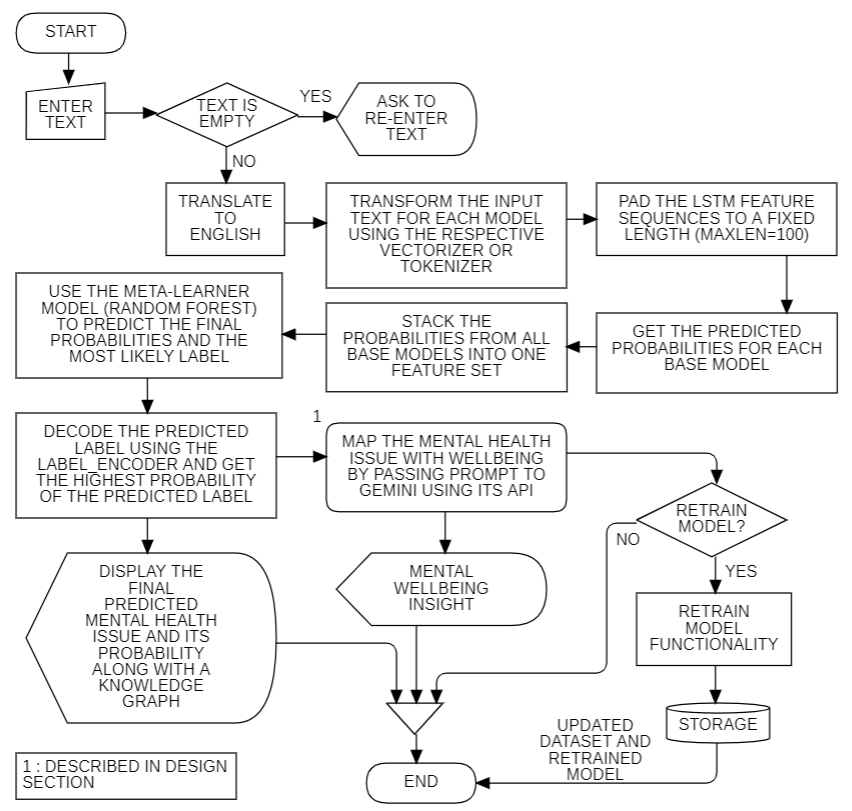 START
ENTER
TEXT
TEXT IS
EMPTY
YES
ASK TO
RE-ENTER
TEXT
NO
TRANSLATE
TO
ENGLISH
TRANSFORM THE INPUT
TEXT FOR EACH MODEL
USING THE RESPECTIVE
VECTORIZER OR
TOKENIZER
PAD THE LSTM FEATURE
SEQUENCES TO A FIXED
LENGTH (MAXLEN=100)
GET THE PREDICTED
PROBABILITIES FOR EACH
BASE MODEL
STACK THE
PROBABILITIES FROM ALL
BASE MODELS INTO ONE
FEATURE SET
USE THE META-LEARNER
MODEL (RANDOM FOREST)
TO PREDICT THE FINAL
PROBABILITIES AND THE
MOST LIKELY LABEL
DECODE THE PREDICTED
LABEL USING THE
LABEL_ENCODER AND GET
THE HIGHEST PROBABILITY
OF THE PREDICTED LABEL
1
MAP THE MENTAL HEALTH
ISSUE WITH WELLBEING
BY PASSING PROMPT TO
GEMINI USING ITS API
RETRAIN
MODEL?
NO
YES
DISPLAY THE
FINAL
PREDICTED
MENTAL HEALTH
ISSUE AND ITS
PROBABILITY
ALONG WITH A
KNOWLEDGE
GRAPH
MENTAL
WELLBEING
INSIGHT
RETRAIN
MODEL
FUNCTIONALITY
STORAGE
UPDATED
DATASET AND
RETRAINED
MODEL
END
1 : DESCRIBED IN DESIGN
SECTION